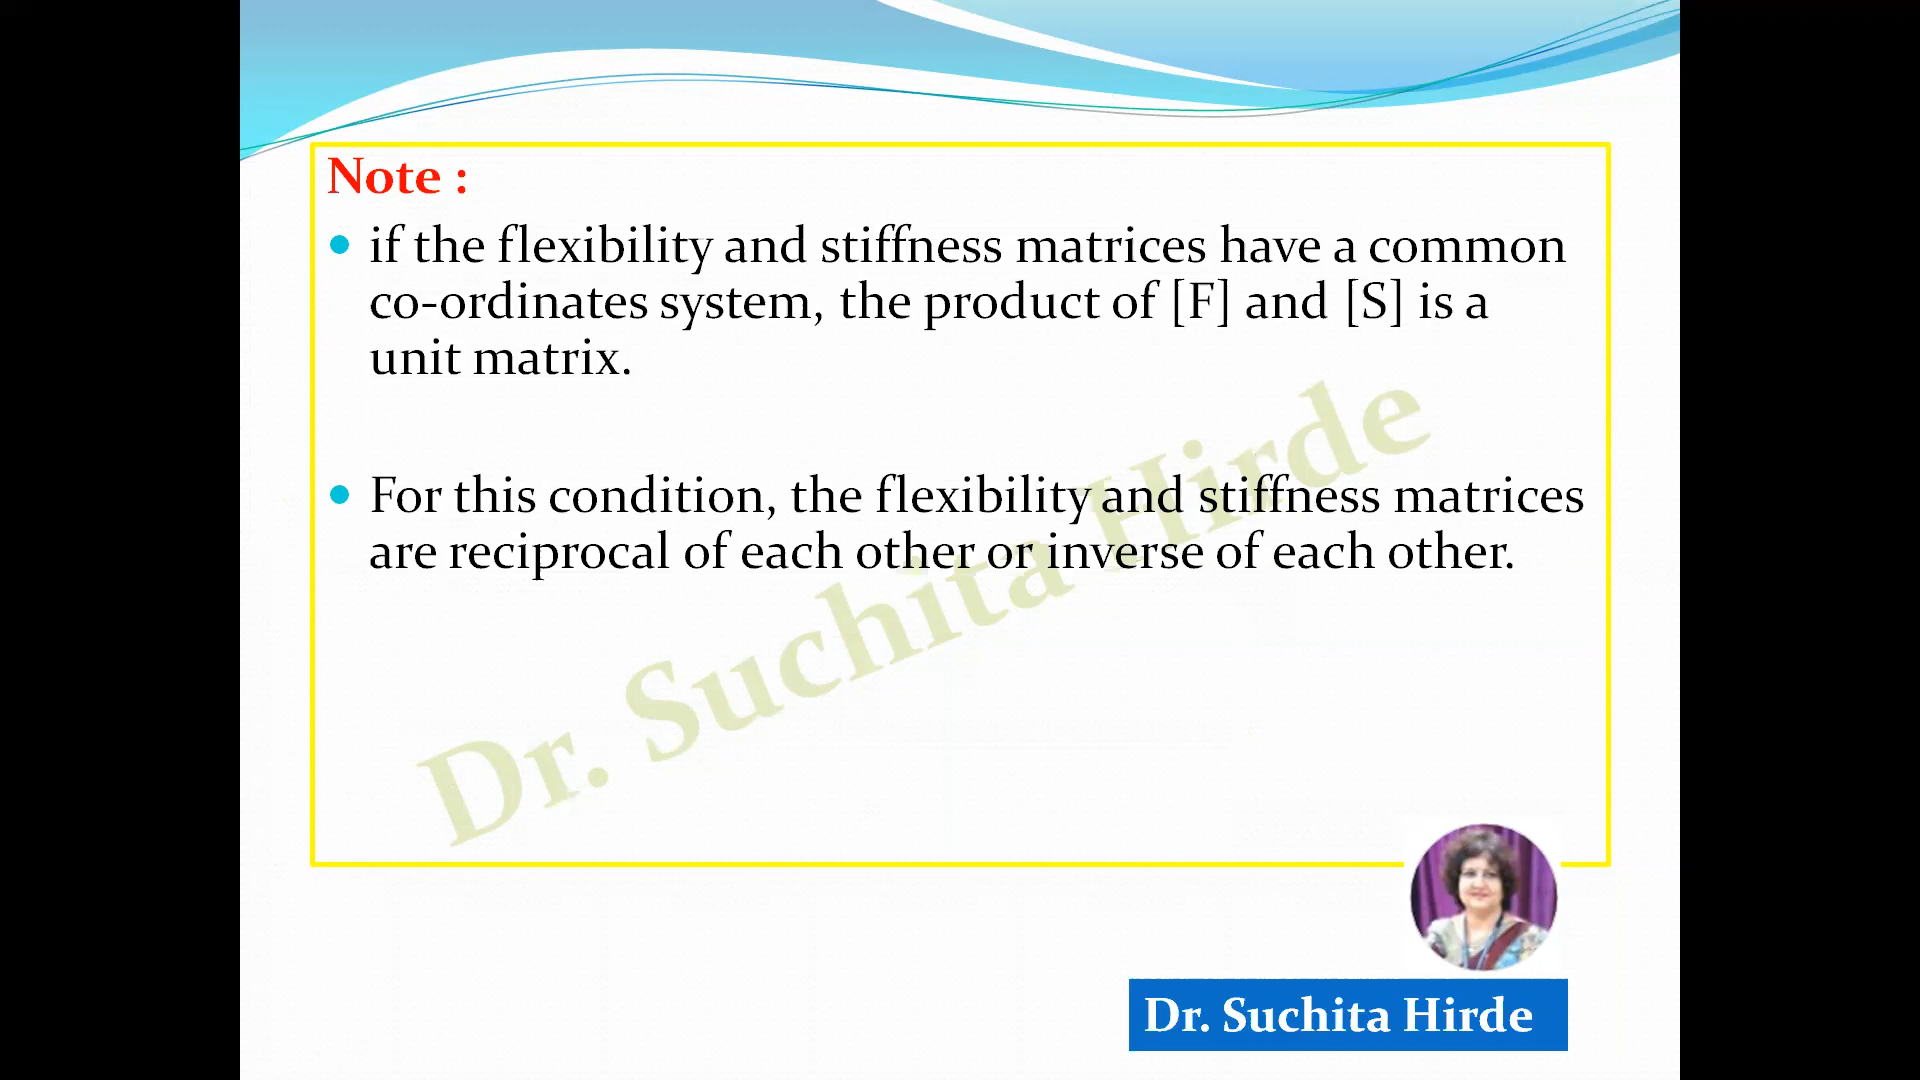 Note :
• if the flexibility and stiffness matrices have a common
co-ordinates system, the product of [F] and [S] is a
unit matrix.
• For this condition, the flexibility and stiffness matrices
are reciprocal of each other or inverse of each other.
Dr. Suchita Hirde
Dr. Suchita Hirde